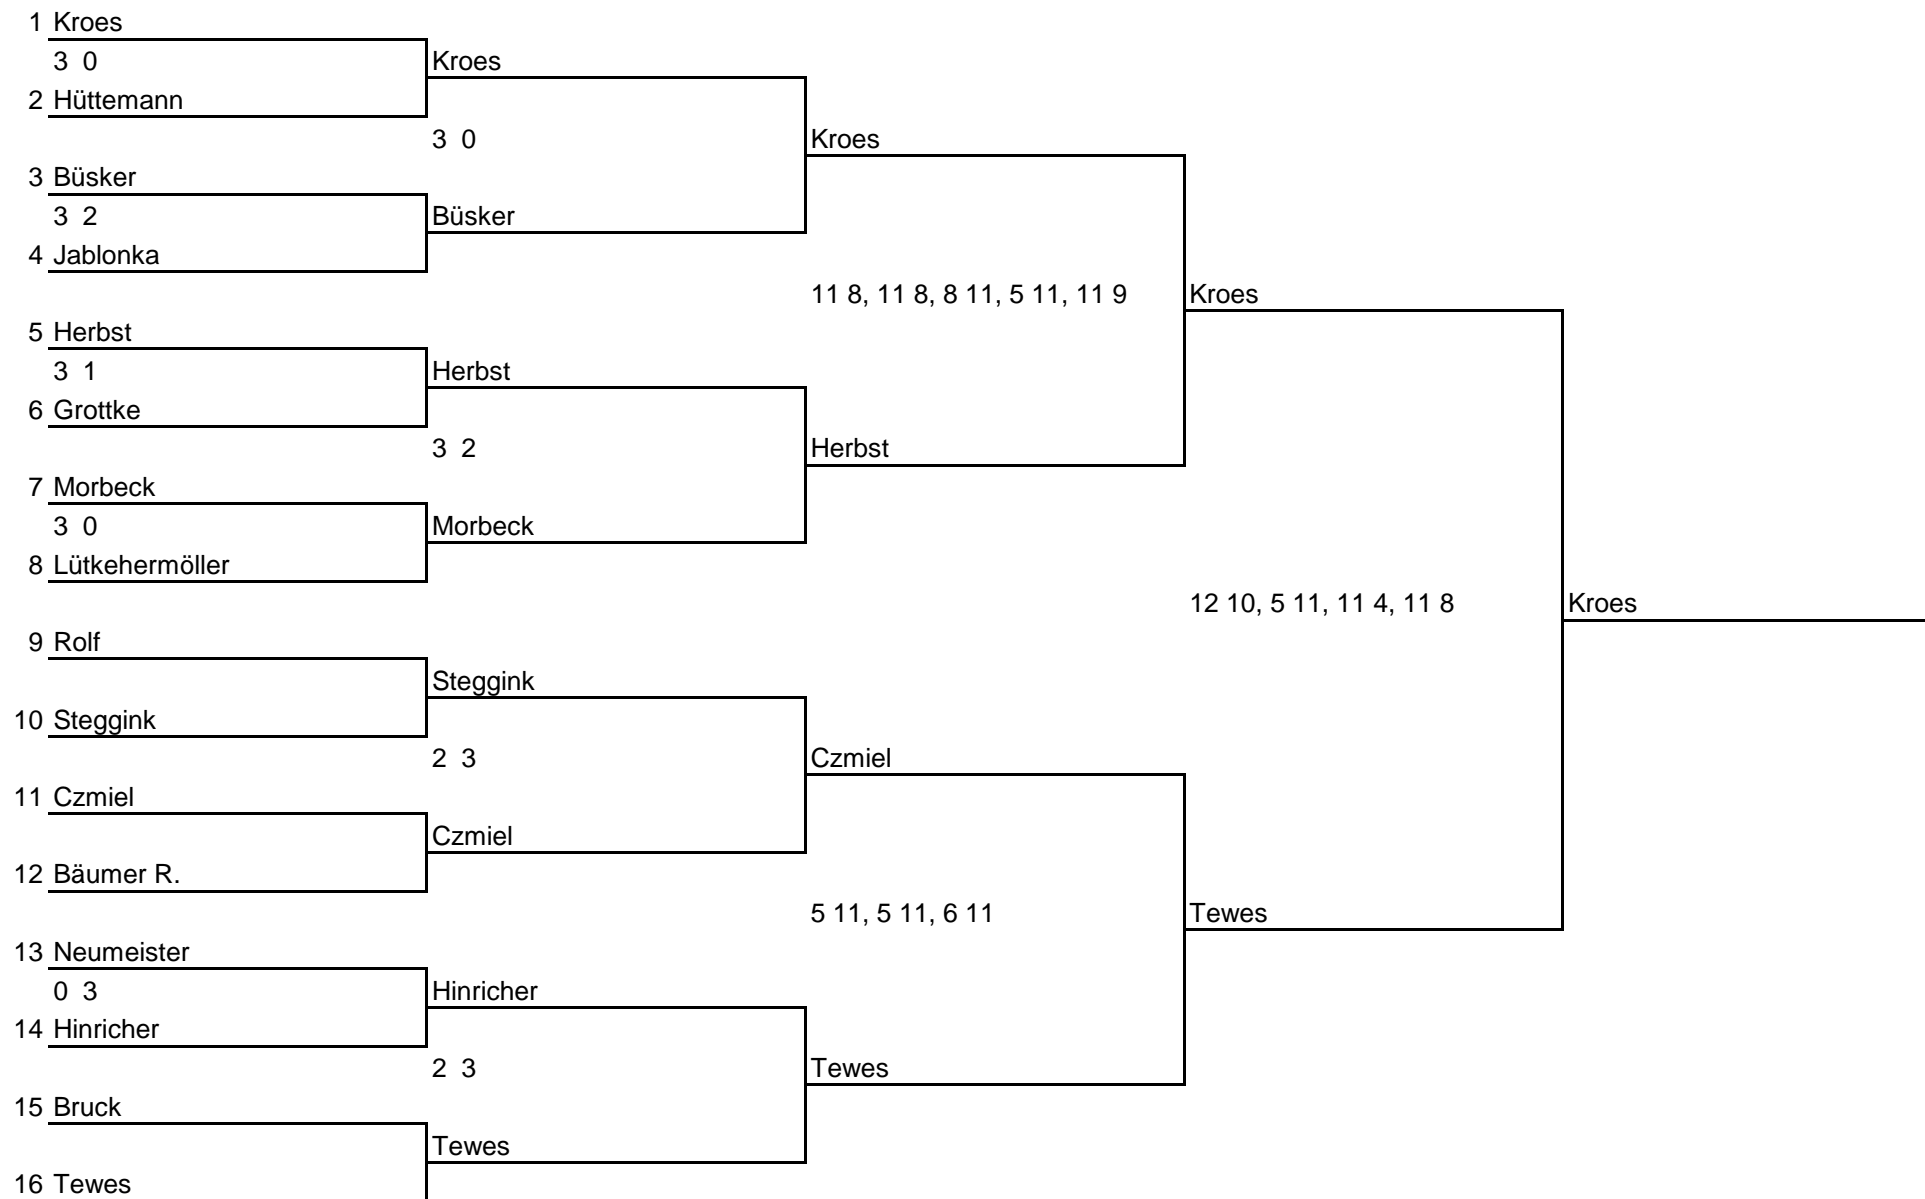 1 Kroes
3 0 Kroes
2 Hüttemann
3 0 Kroes
3 Büsker
3 2 Büsker
4 Jablonka
11 8, 11 8, 8 11, 5 11, 11 9 Kroes
5 Herbst
3 1 Herbst
6 Grottke
3 2 Herbst
7 Morbeck
3 0 Morbeck
8 Lütkehermöller
12 10, 5 11, 11 4, 11 8 Kroes
9 Rolf
Steggink
10 Steggink
2 3 Czmiel
11 Czmiel
Czmiel
12 Bäumer R.
5 11, 5 11, 6 11 Tewes
13 Neumeister
0 3 Hinricher
14 Hinricher
2 3 Tewes
15 Bruck
Tewes
16 Tewes